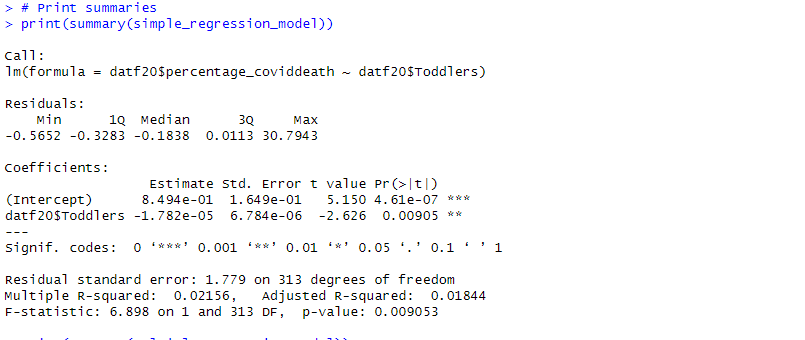 > # Print summaries
> print(summary(simple_regression_model))
Call:
lm(formula = datf20$percentage_coviddeath ~ datf20$Toddlers)
Residuals:
    Min      1Q  Median      3Q     Max
-0.5652 -0.3283 -0.1838  0.0113 30.7943
Coefficients:
                  Estimate Std. Error t value Pr(>|t|)
(Intercept)      8.494e-01  1.649e-01   5.150 4.61e-07 ***
datf20$Toddlers -1.782e-05  6.784e-06  -2.626  0.00905 **
---
Signif. codes:  0 ‘***’ 0.001 ‘**’ 0.01 ‘*’ 0.05 ‘.’ 0.1 ‘ ’ 1
Residual standard error: 1.779 on 313 degrees of freedom
Multiple R-squared:  0.02156,   Adjusted R-squared:  0.01844
F-statistic: 6.898 on 1 and 313 DF,  p-value: 0.009053